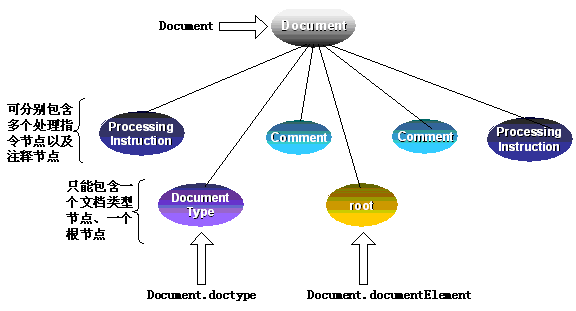 Document
Document
可分别包含
多个处理指
令节点以及
注释节点
Processing
Instruction
Comment
Comment
Processing
Instruction
只能包含一
个文档类型
节点、一个
根节点
Document
Type
root
Document.doctype
Document.documentElement